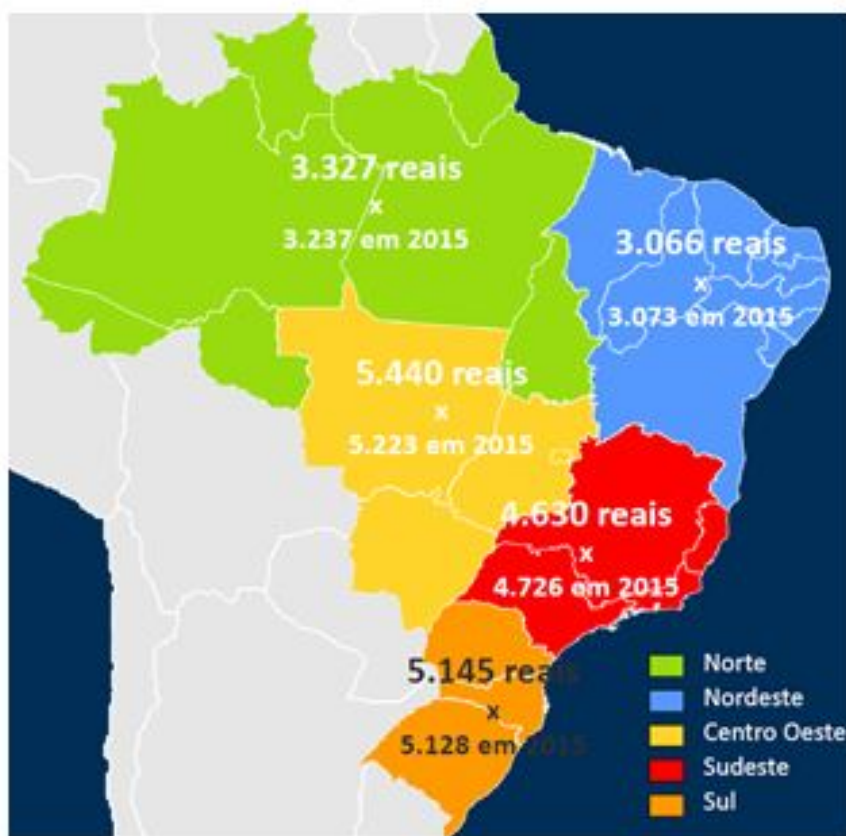 3.327 reais
x
3.237 em 2015
3.066 reais
x
3.073 em 2015
5.440 reais
x
5.223 em 2015
4.630 reais
x
4.726 em 2015
5.145 reais
x
5.128 em 2015
Norte
Nordeste
Centro Oeste
Sudeste
Sul